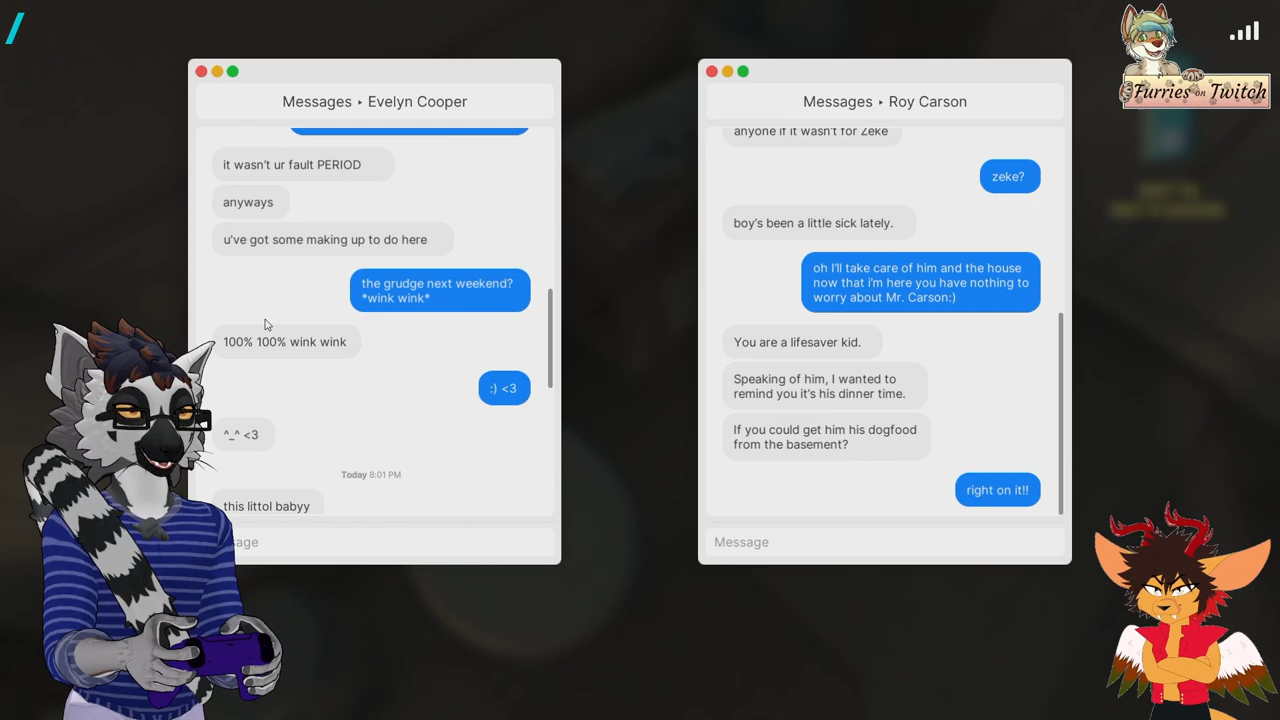 Messages ▸ Evelyn Cooper
it wasn't ur fault PERIOD
anyways
u've got some making up to do here
the grudge next weekend?
*wink wink*
100% 100% wink wink
:) <3
^_^ <3
Today 8:01 PM
this littol babyy
Messages ▸ Roy Carson
anyone if it wasn't for Zeke
zeke?
boy's been a little sick lately.
oh I'll take care of him and the house
now that i'm here you have nothing to
worry about Mr. Carson:)
You are a lifesaver kid.
Speaking of him, I wanted to
remind you it's his dinner time.
If you could get him his dogfood
from the basement?
right on it!!
Message
Furries on Twitch